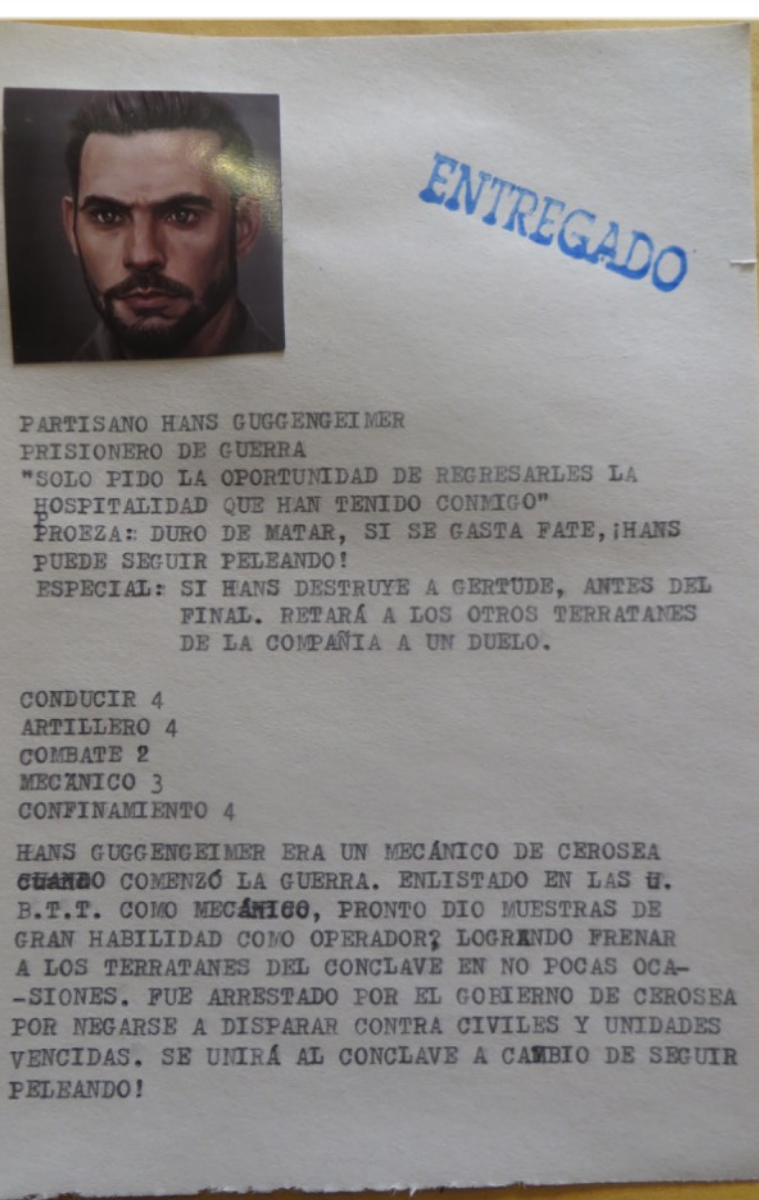 ENTREGADO
PARTISANO HANS GUGGENGEIMER
PRISIONERO DE GUERRA
"SOLO PIDO LA OPORTUNIDAD DE REGRESARLES LA
HOSPITALIDAD QUE HAN TENIDO CONMIGO"
PROEZA: DURO DE MATAR, SI SE GASTA FATE,¡HANS
PUEDE SEGUIR PELEANDO!
ESPECIAL: SI HANS DESTRUYE A GERTUDE, ANTES DEL
FINAL. RETARÁ A LOS OTROS TERRATANES
DE LA COMPAÑIA A UN DUELO.
CONDUCIR 4
ARTILLERO 4
COMBATE 2
MECÁNICO 3
CONFINAMIENTO 4
HANS GUGGENGEIMER ERA UN MECÁNICO DE CEROSEA
CUANDO COMENZÓ LA GUERRA. ENLISTADO EN LAS U.
B.T.T. COMO MECÁNICO, PRONTO DIO MUESTRAS DE
GRAN HABILIDAD COMO OPERADOR? LOGRANDO FRENAR
A LOS TERRATANES DEL CONCLAVE EN NO POCAS OCA-
-SIONES. FUE ARRESTADO POR EL GOBIERNO DE CEROSEA
POR NEGARSE A DISPARAR CONTRA CIVILES Y UNIDADES
VENCIDAS. SE UNIRÁ AL CONCLAVE A CAMBIO DE SEGUIR
PELEANDO!